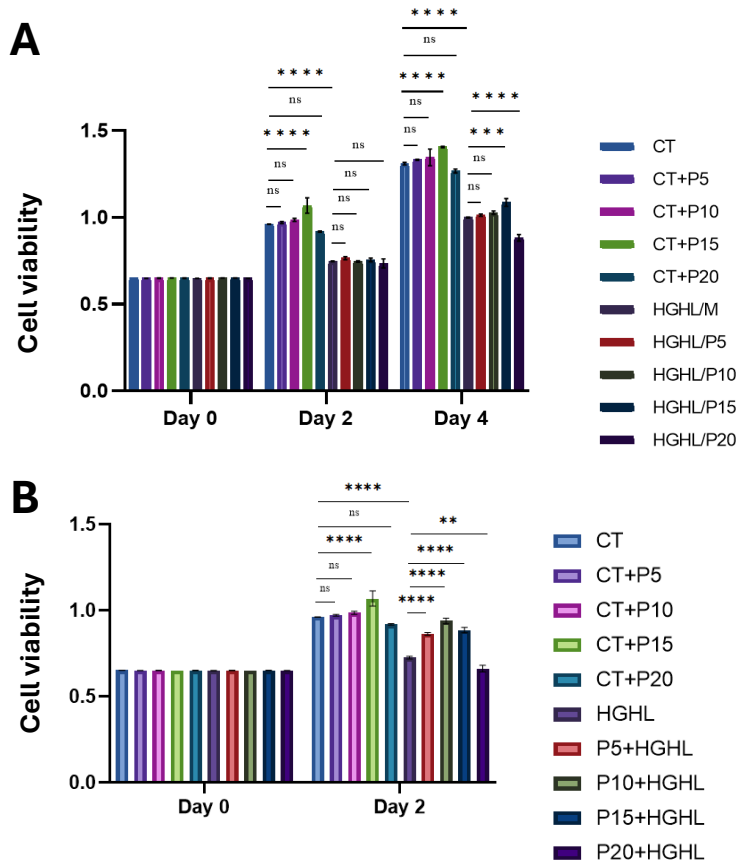 A
Cell viability
1.5
1.0
0.5
0.0
ns
ns
****
ns
****
ns
ns
ns
ns
ns
ns
****
ns
****
ns
ns
***
****
Day 0
Day 2
Day 4
CT
CT+P5
CT+P10
CT+P15
CT+P20
HGHL/M
HGHL/P5
HGHL/P10
HGHL/P15
HGHL/P20
B
Cell viability
1.5
1.0
0.5
0.0
****
ns
****
ns
ns
**
****
****
****
Day 0
Day 2
CT
CT+P5
CT+P10
CT+P15
CT+P20
HGHL
P5+HGHL
P10+HGHL
P15+HGHL
P20+HGHL